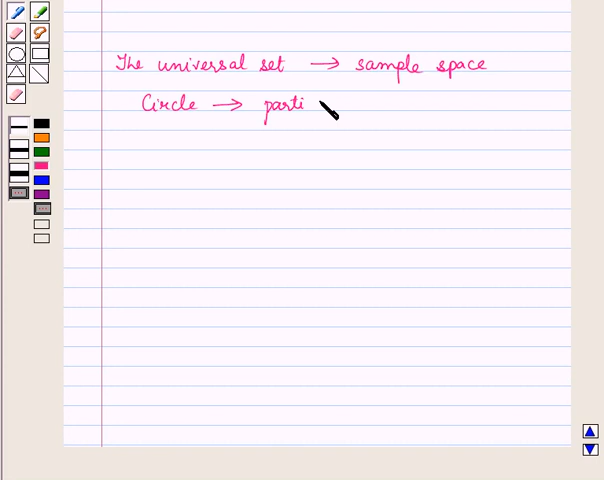 The universal set → sample space
Circle → parti